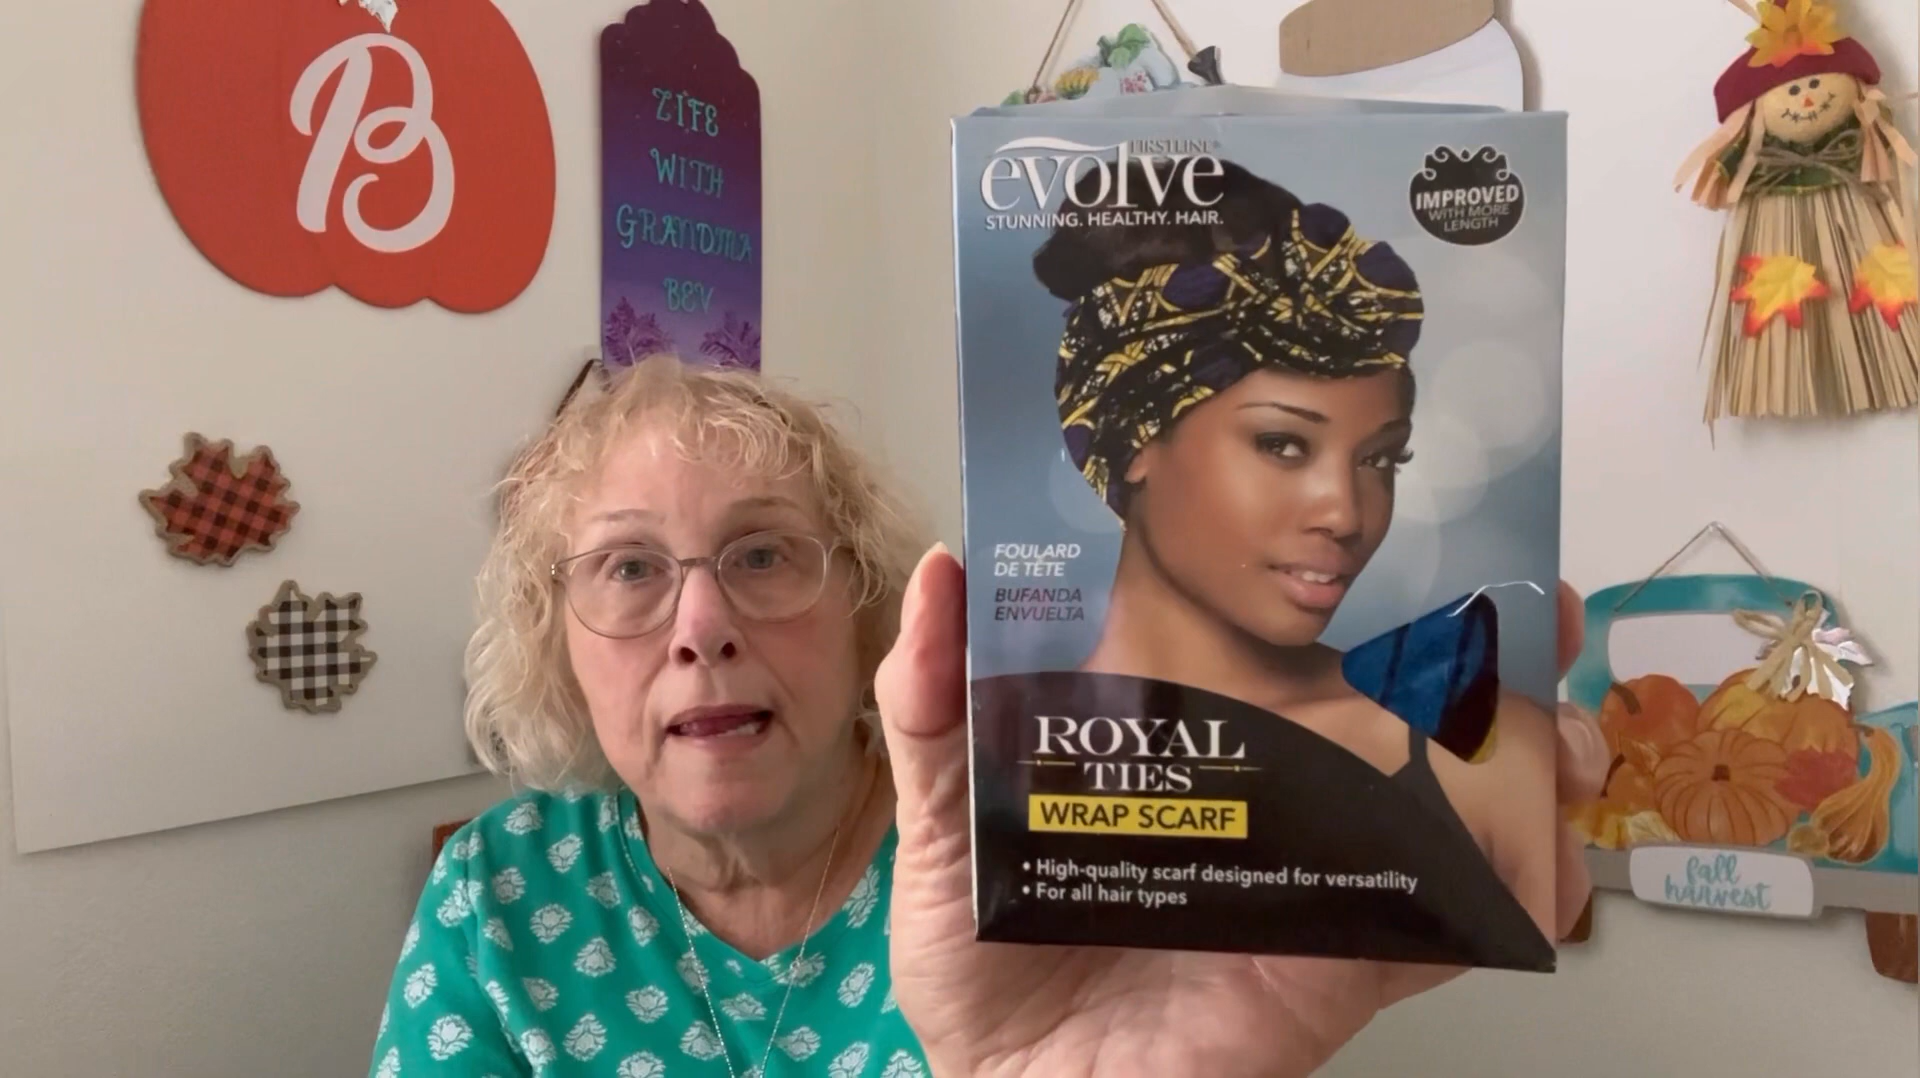 B
LIFE
WITH
GRANDMA
BEV
FIRSTLINE®
evolve
STUNNING. HEALTHY. HAIR.
IMPROVED
WITH MORE
LENGTH
FOULARD
DE TÊTE
BUFANDA
ENVUELTA
ROYAL
TIES
WRAP SCARF
• High-quality scarf designed for versatility
• For all hair types
fall
harvest